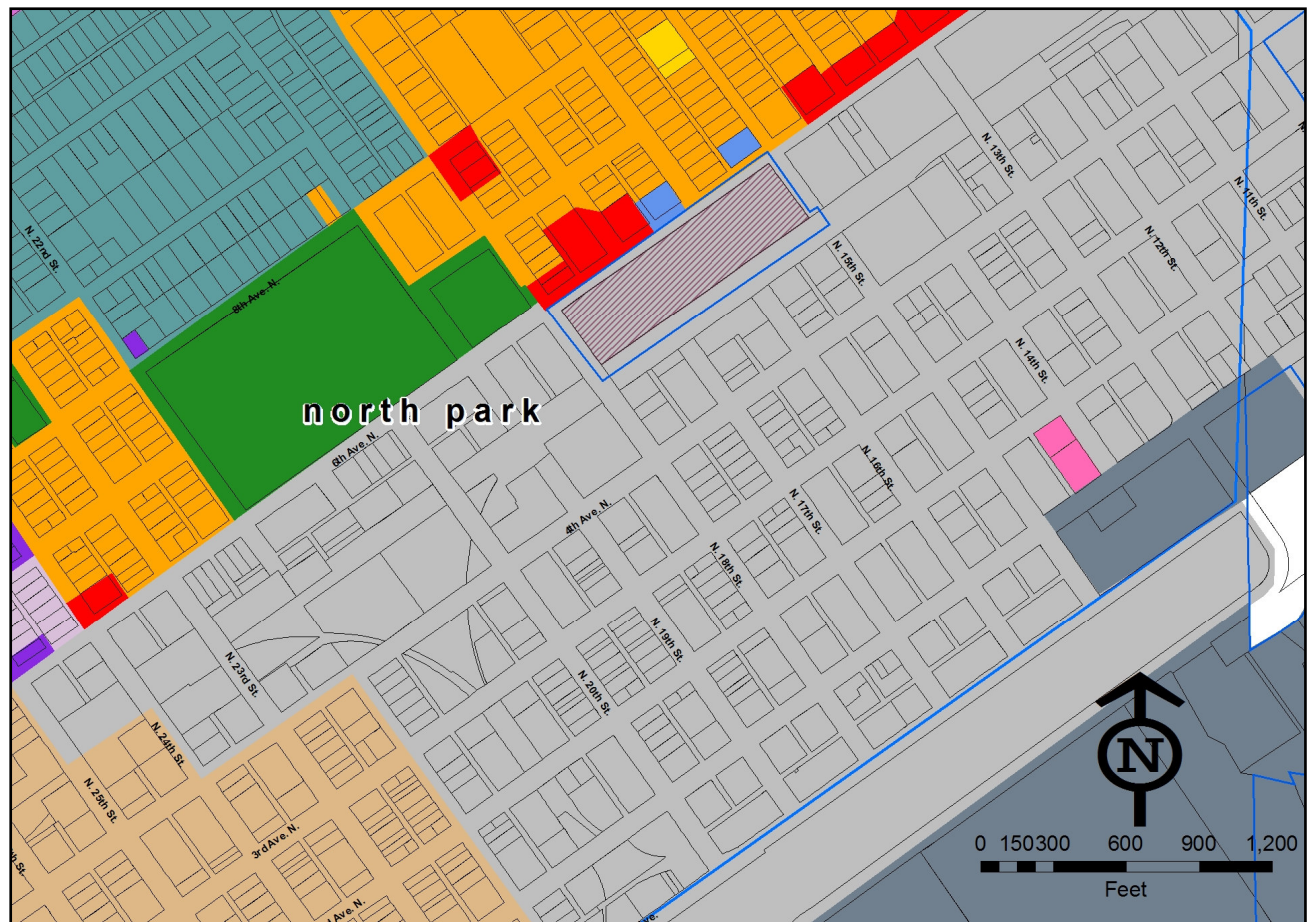 N. 13th St.
N. 11th St.
N. 22nd St.
N. 12th St.
N. 15th St.
8th Ave. N.
N. 14th St.
north park
6th Ave. N.
N. 16th St.
N. 17th St.
4th Ave. N.
N. 18th St.
N. 19th St.
N. 23rd St.
N. 20th St.
N. 24th St.
N
N. 25th St.
3rd Ave. N.
0 150 300 600 900 1,200
Feet
Ave. N.